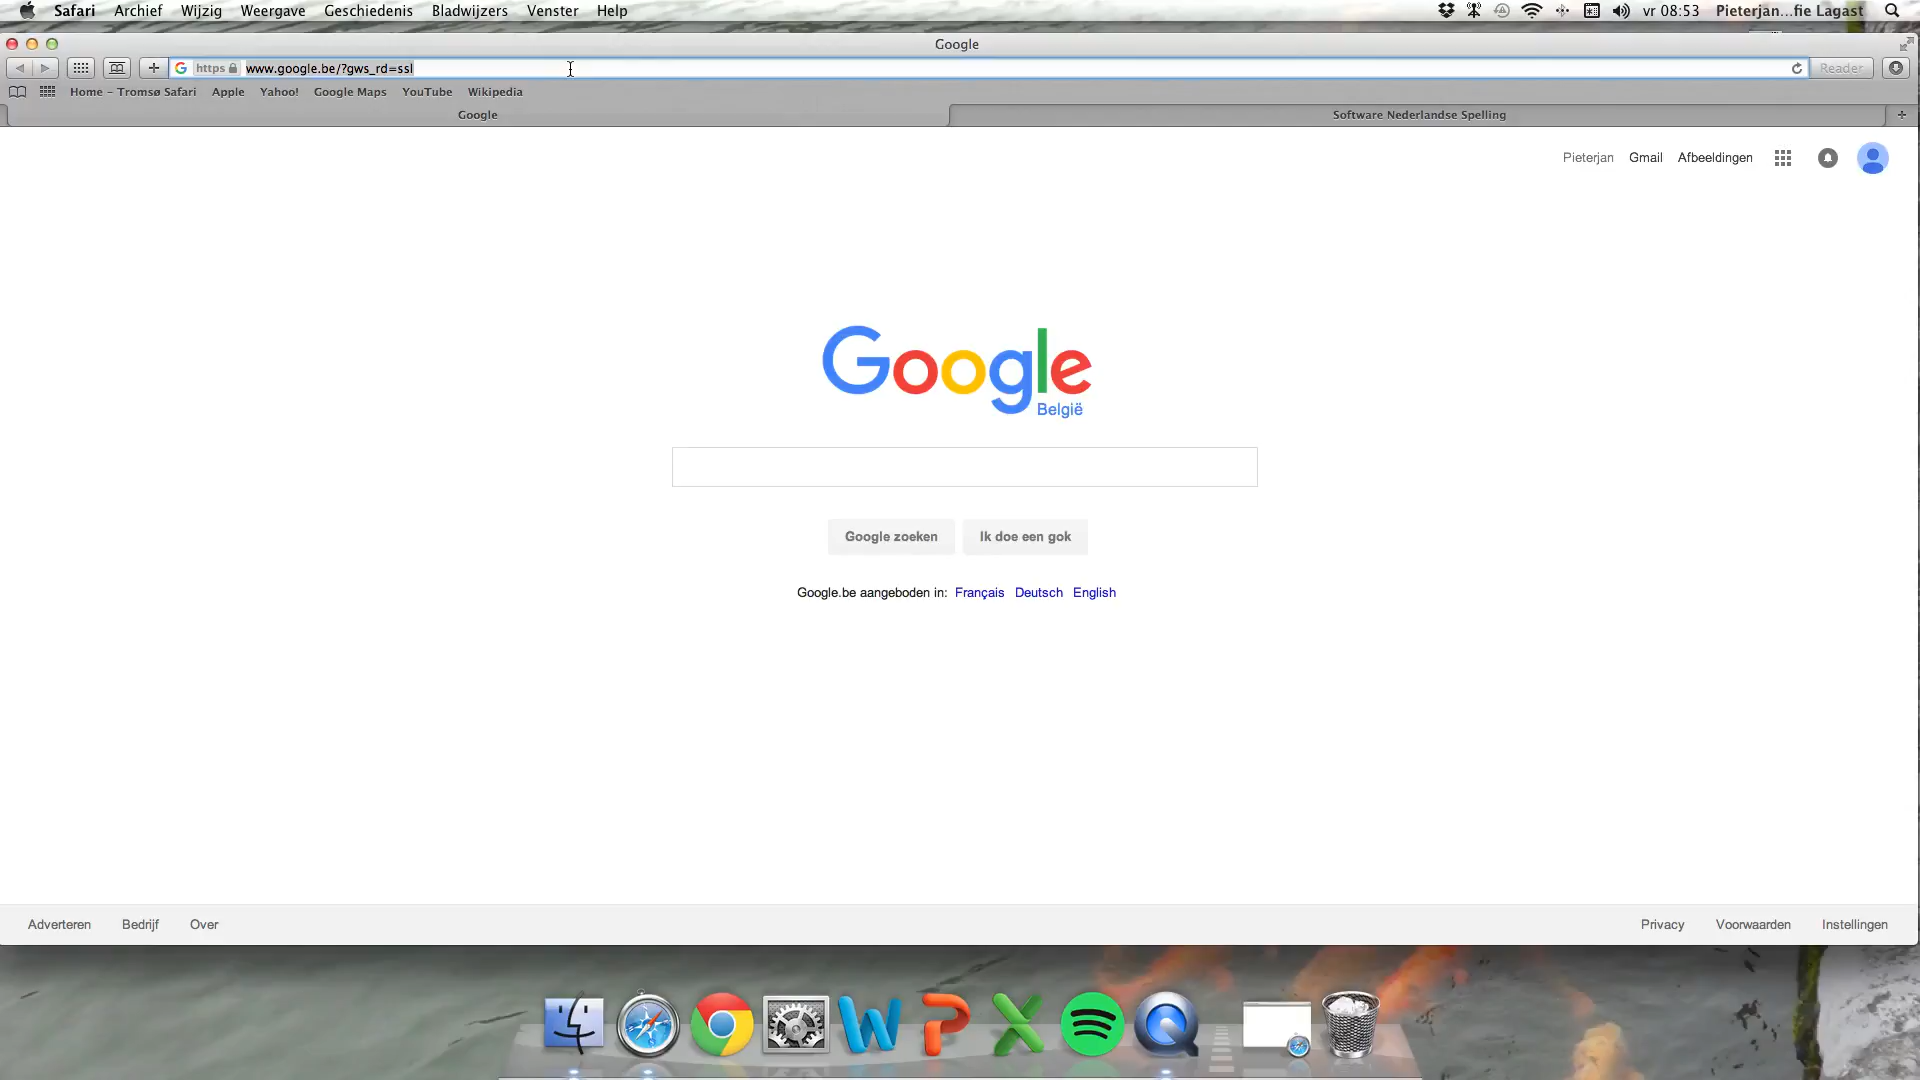 Safari Archief Wijzig Weergave Geschiedenis Bladwijzers Venster Help vr 08:53 Pieterjan...fie Lagast
Google
https www.google.be/?gws_rd=ssl Reader
Home – Tromsø Safari Apple Yahoo! Google Maps YouTube Wikipedia
Google Software Nederlandse Spelling
Pieterjan Gmail Afbeeldingen
Google
België
Google zoeken Ik doe een gok
Google.be aangeboden in: Français Deutsch English
Adverteren Bedrijf Over Privacy Voorwaarden Instellingen